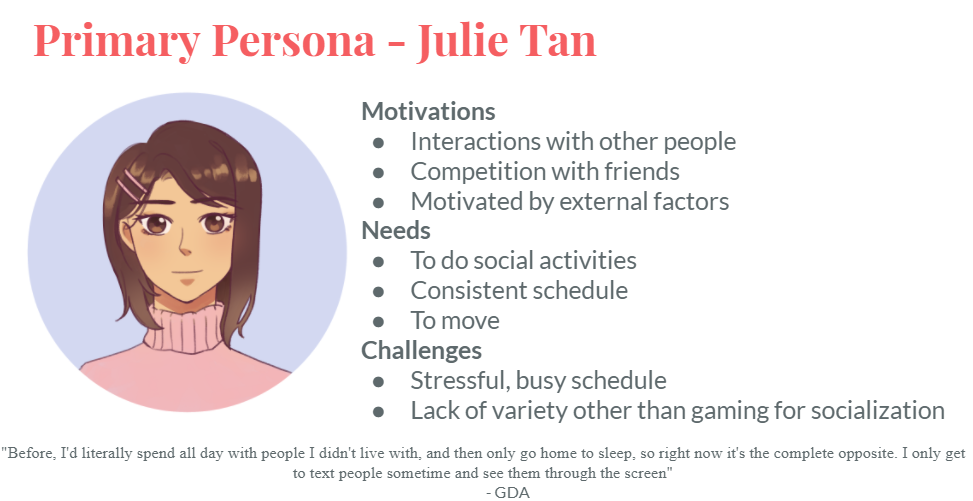 Primary Persona - Julie Tan
Motivations
● Interactions with other people
● Competition with friends
● Motivated by external factors
Needs
● To do social activities
● Consistent schedule
● To move
Challenges
● Stressful, busy schedule
● Lack of variety other than gaming for socialization
"Before, I'd literally spend all day with people I didn't live with, and then only go home to sleep, so right now it's the complete opposite. I only get
to text people sometime and see them through the screen"
- GDA